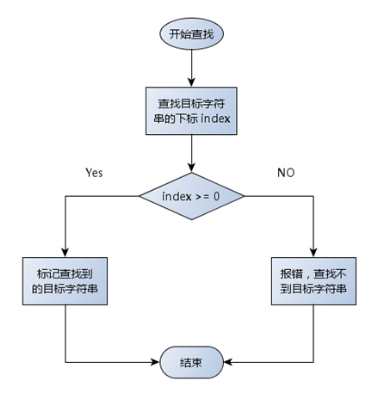 开始查找
查找目标字符
串的下标 index
Yes
NO
index >= 0
标记查找到
的目标字符串
报错，查找不
到目标字符串
结束